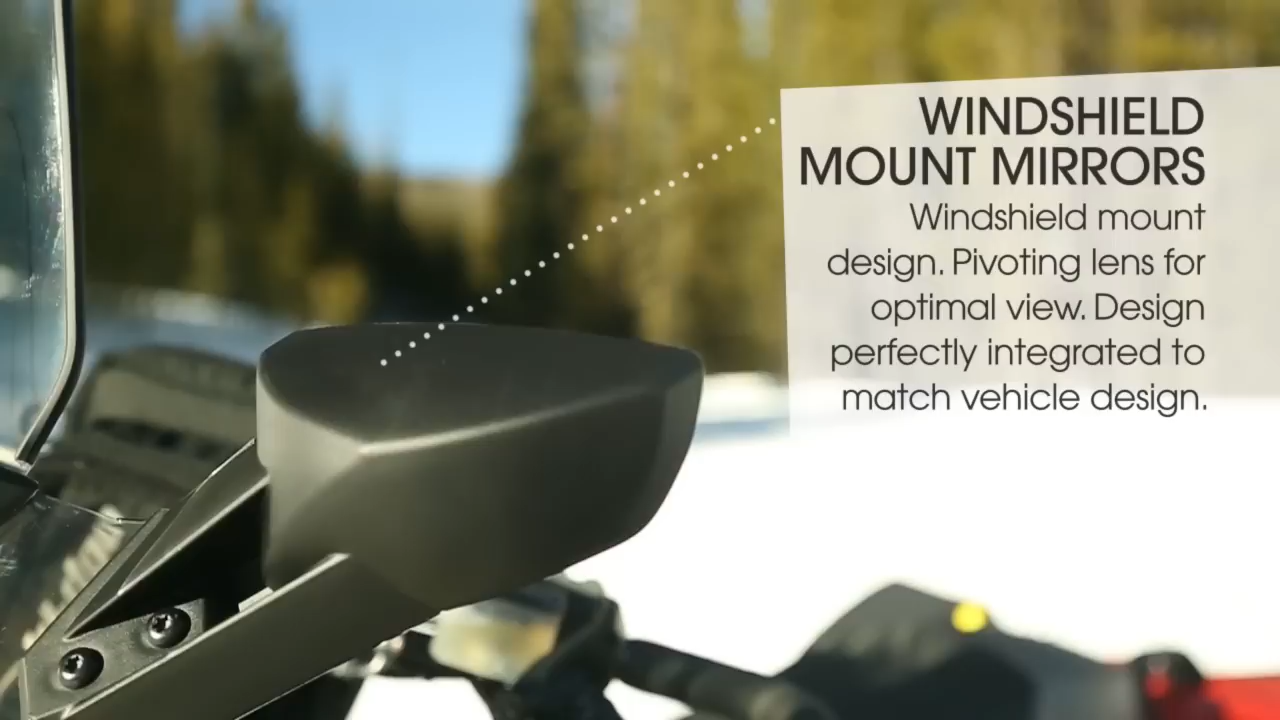 WINDSHIELD
MOUNT MIRRORS
Windshield mount
design. Pivoting lens for
optimal view. Design
perfectly integrated to
match vehicle design.